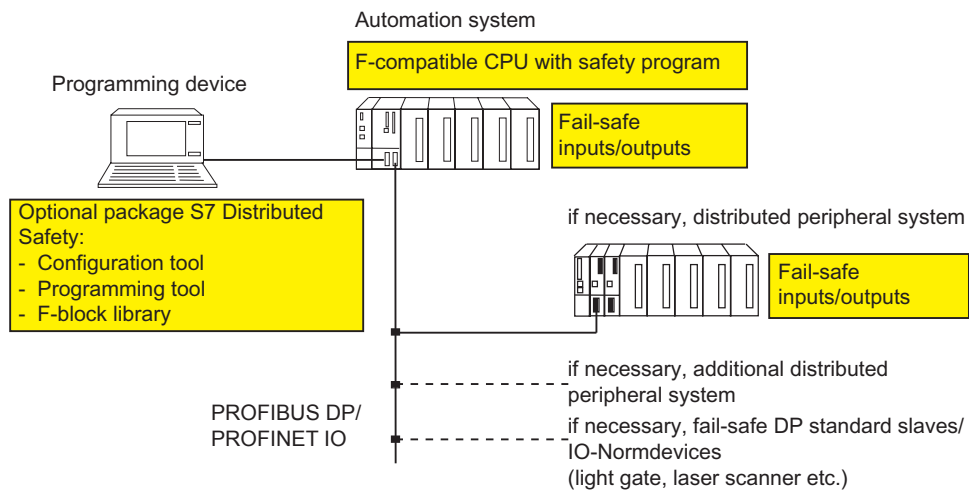 Automation system
F-compatible CPU with safety program
Programming device
Fail-safe
inputs/outputs
Optional package S7 Distributed
Safety:
- Configuration tool
- Programming tool
- F-block library
if necessary, distributed peripheral system
Fail-safe
inputs/outputs
if necessary, additional distributed
peripheral system
PROFIBUS DP/
PROFINET IO
if necessary, fail-safe DP standard slaves/
IO-Normdevices
(light gate, laser scanner etc.)